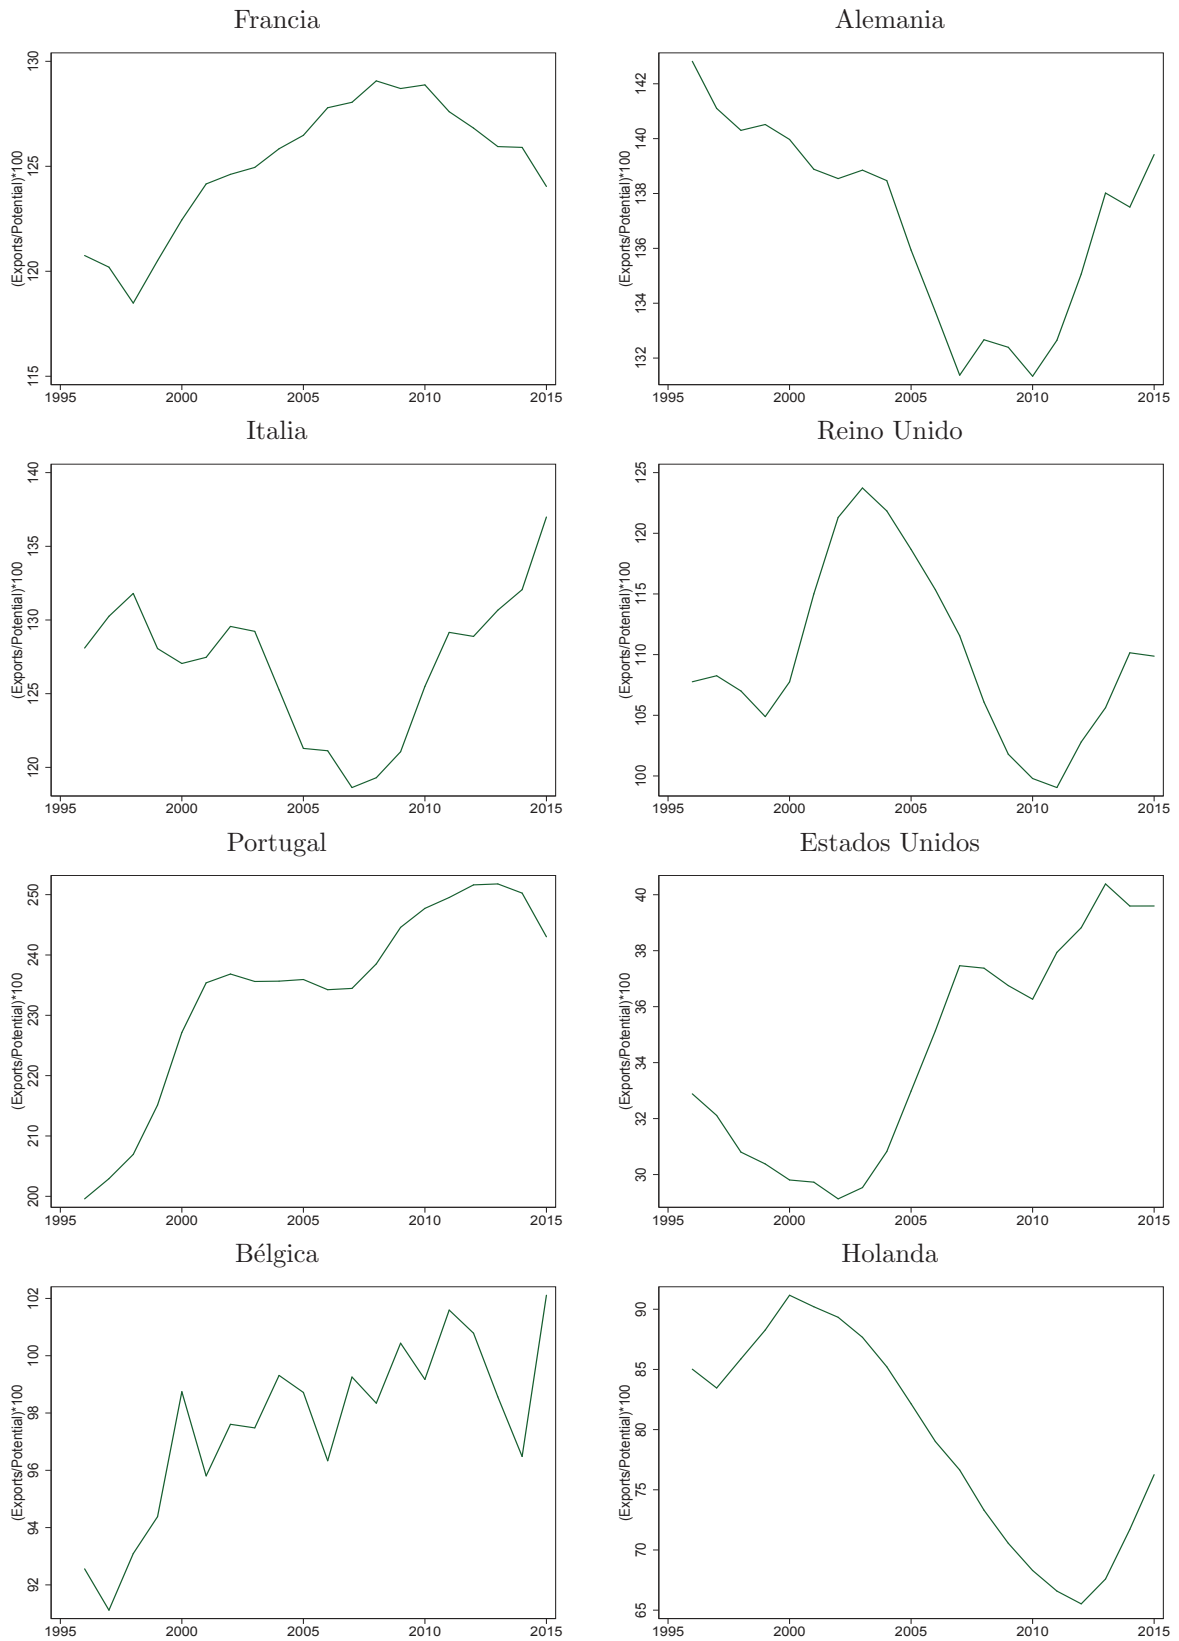 Francia
(Exports/Potential)*100
130
125
120
115
1995 2000 2005 2010 2015
Alemania
(Exports/Potential)*100
142
140
138
136
134
132
1995 2000 2005 2010 2015
Italia
(Exports/Potential)*100
140
135
130
125
120
1995 2000 2005 2010 2015
Reino Unido
(Exports/Potential)*100
125
120
115
110
105
100
1995 2000 2005 2010 2015
Portugal
(Exports/Potential)*100
250
240
230
220
210
200
1995 2000 2005 2010 2015
Estados Unidos
(Exports/Potential)*100
40
38
36
34
32
30
1995 2000 2005 2010 2015
Bélgica
(Exports/Potential)*100
102
100
98
96
94
92
1995 2000 2005 2010 2015
Holanda
(Exports/Potential)*100
90
85
80
75
70
65
1995 2000 2005 2010 2015